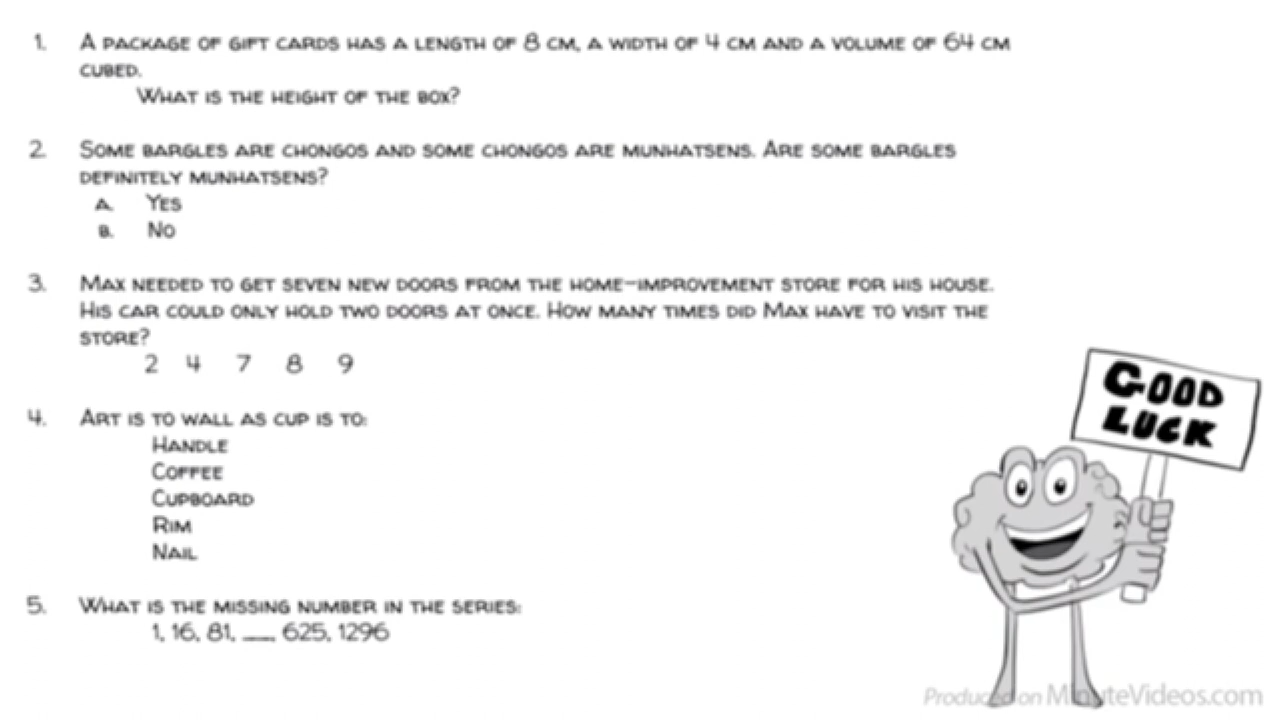 1. A package of gift cards has a length of 8 cm, a width of 4 cm and a volume of 64 cm
cubed.
What is the height of the box?
2. Some bargles are chongos and some chongos are munhatsens. Are some bargles
definitely munhatsens?
a. Yes
b. No
3. Max needed to get seven new doors from the home-improvement store for his house.
His car could only hold two doors at once. How many times did Max have to visit the
store?
2 4 7 8 9
4. Art is to wall as cup is to:
Handle
Coffee
Cupboard
Rim
Nail
5. What is the missing number in the series:
1, 16, 81, ___, 625, 1296
GOOD
LUCK
Produced on MinuteVideos.com